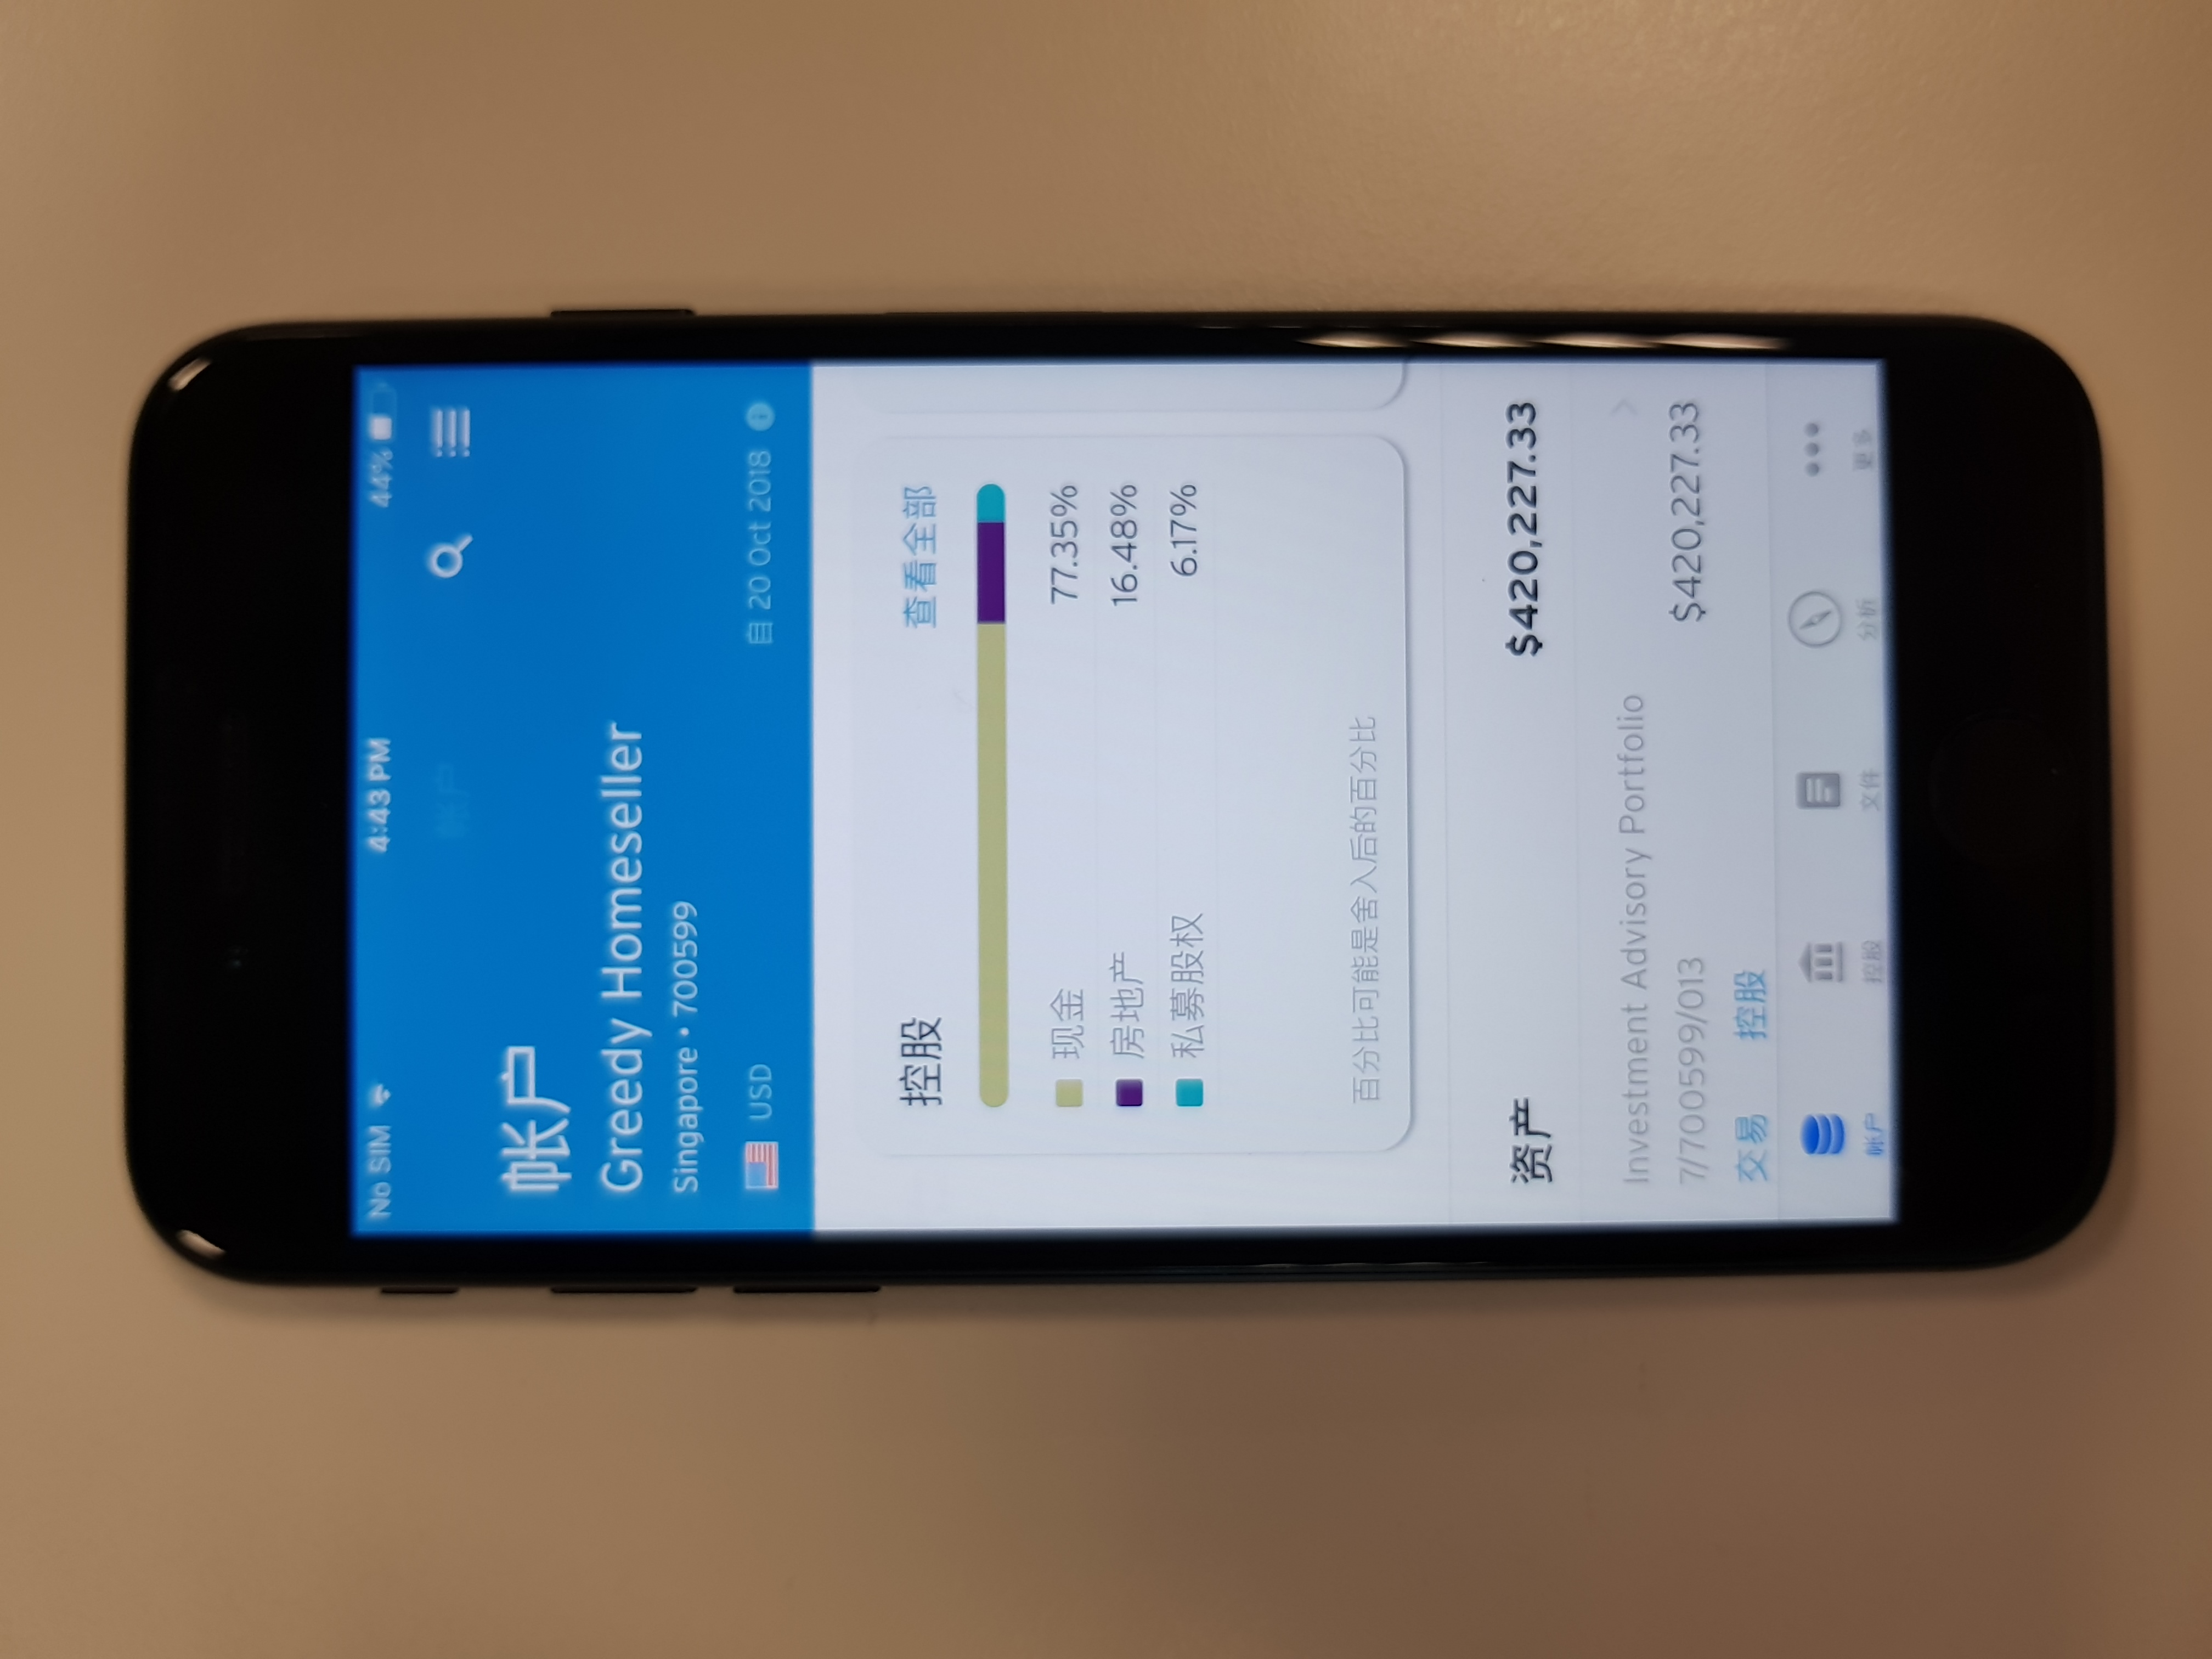 No SIM 4:43 PM 44%
帐户
帐户
Greedy Homeseller
Singapore • 700599
USD 自 20 Oct 2018
控股 查看全部
现金 77.35%
房地产 16.48%
私募股权 6.17%
百分比可能是舍入后的百分比
资产 $420,227.33
Investment Advisory Portfolio
7/700599/013 $420,227.33
交易 控股
帐户 控股 文件 分析 更多